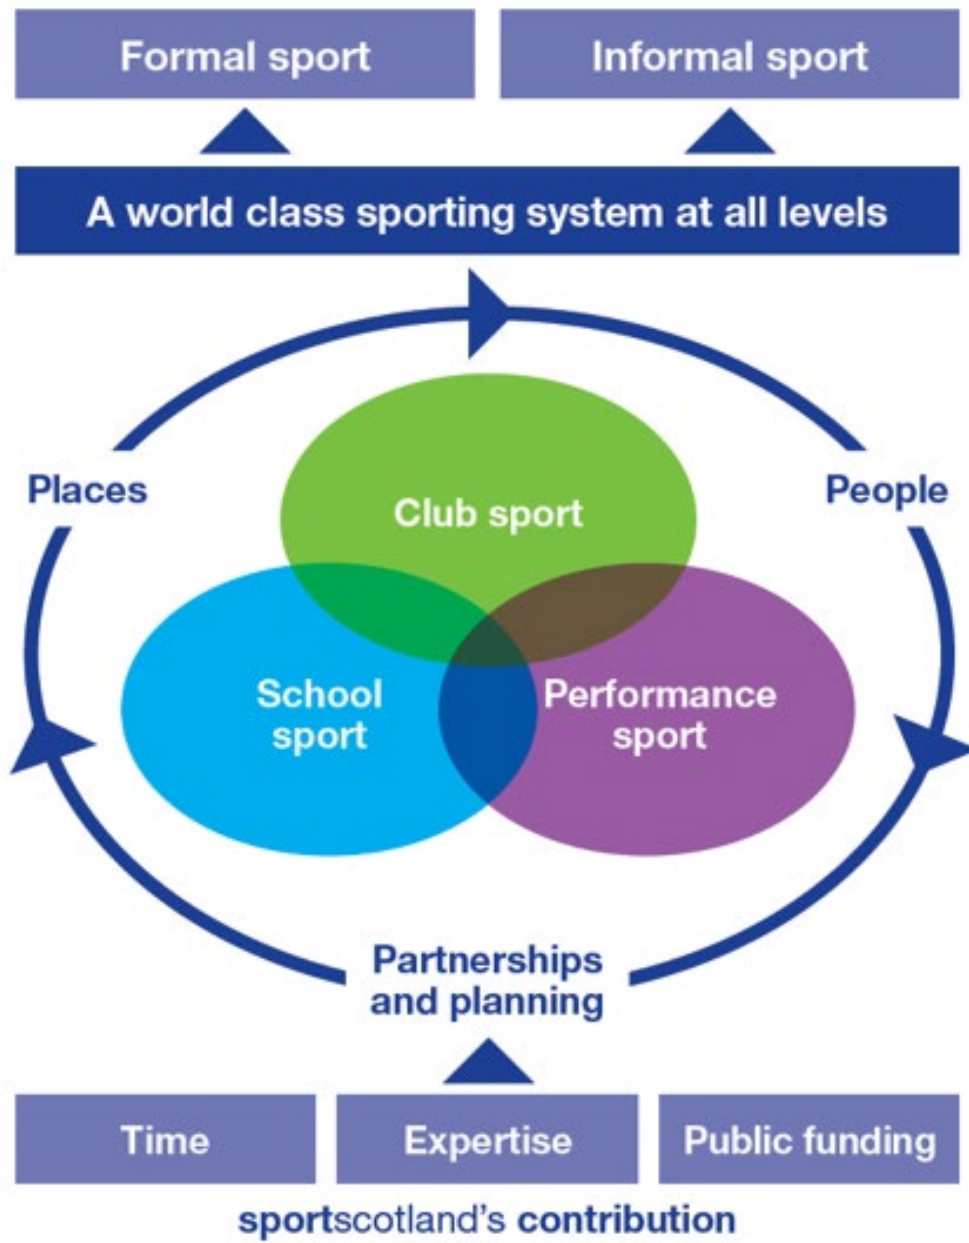 Formal sport
Informal sport
A world class sporting system at all levels
Places
People
Club sport
School
sport
Performance
sport
Partnerships
and planning
Time
Expertise
Public funding
sportscotland's contribution